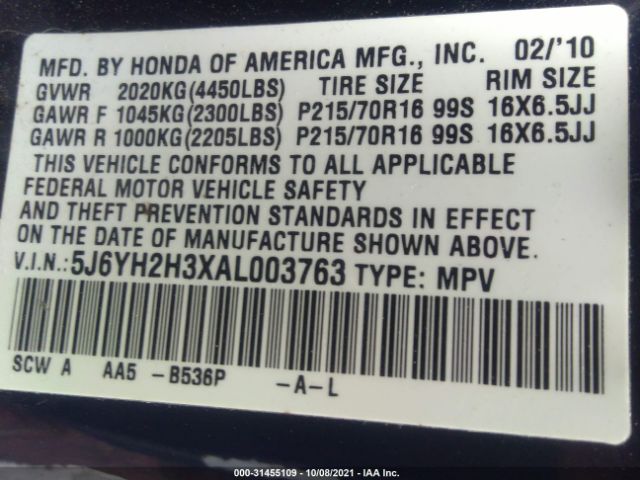 MFD. BY HONDA OF AMERICA MFG., INC. 02/'10
GVWR 2020KG(4450LBS) TIRE SIZE RIM SIZE
GAWR F 1045KG(2300LBS) P215/70R16 99S 16X6.5JJ
GAWR R 1000KG(2205LBS) P215/70R16 99S 16X6.5JJ
THIS VEHICLE CONFORMS TO ALL APPLICABLE
FEDERAL MOTOR VEHICLE SAFETY
AND THEFT PREVENTION STANDARDS IN EFFECT
ON THE DATE OF MANUFACTURE SHOWN ABOVE.
V.I.N.:5J6YH2H3XAL003763 TYPE: MPV
SCW A AA5 -B536P -A-L
000-31455109 - 10/08/2021 - IAA Inc.